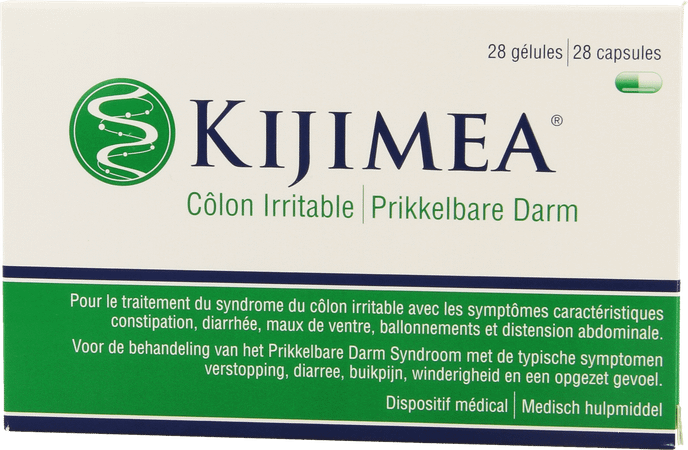 28 gélules | 28 capsules
KIJIMEA®
Côlon Irritable | Prikkelbare Darm
Pour le traitement du syndrome du côlon irritable avec les symptômes caractéristiques
constipation, diarrhée, maux de ventre, ballonnements et distension abdominale.
Voor de behandeling van het Prikkelbare Darm Syndroom met de typische symptomen
verstopping, diarree, buikpijn, winderigheid en een opgezet gevoel.
Dispositif médical | Medisch hulpmiddel